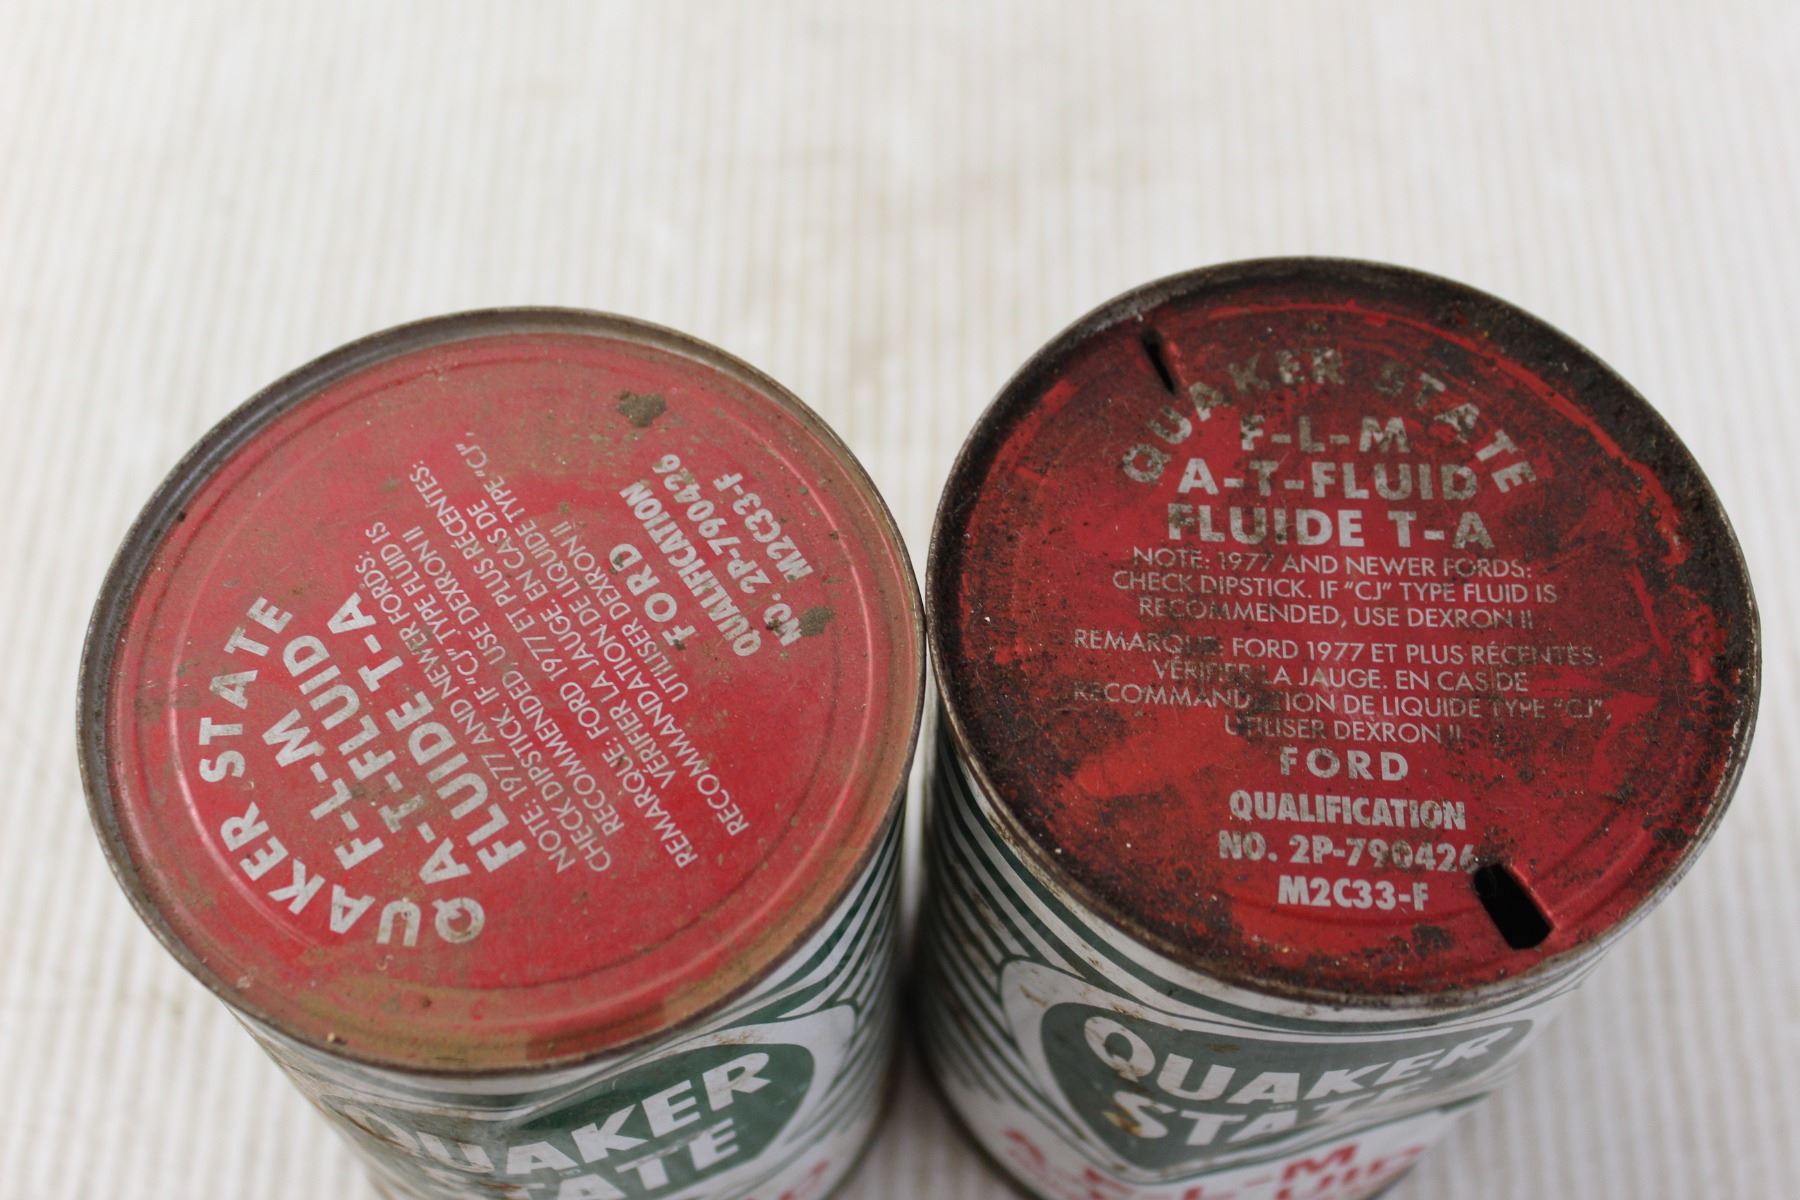 QUAKER STATE
F-L-M
A-T-FLUID
FLUIDE T-A
NOTE: 1977 AND NEWER FORDS:
CHECK DIPSTICK. IF "CJ" TYPE FLUID IS
RECOMMENDED, USE DEXRON II
REMARQUE: FORD 1977 ET PLUS RÉCENTES:
VÉRIFIER LA JAUGE. EN CAS DE
RECOMMANDATION DE LIQUIDE TYPE "CJ",
UTILISER DEXRON II
FORD
QUALIFICATION
NO. 2P-790426
M2C33-F
QUAKER
STATE
QUAKER STATE
F-L-M
A-T-FLUID
FLUIDE T-A
NOTE: 1977 AND NEWER FORDS:
CHECK DIPSTICK. IF "CJ" TYPE FLUID IS
RECOMMENDED, USE DEXRON II
REMARQUE: FORD 1977 ET PLUS RÉCENTES:
VÉRIFIER LA JAUGE. EN CAS DE
RECOMMANDATION DE LIQUIDE TYPE "CJ",
UTILISER DEXRON II
FORD
QUALIFICATION
NO. 2P-790426
M2C33-F
QUAKER
STATE
F-L-M